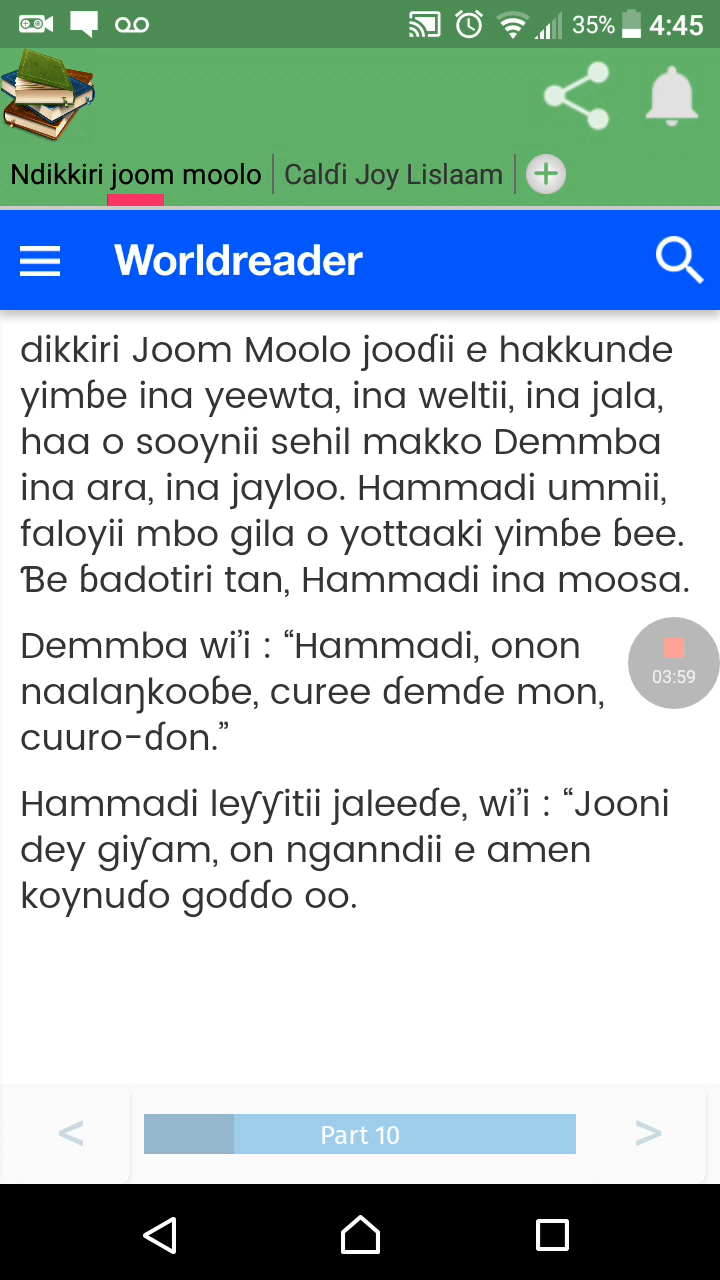 35% 4:45
Ndikkiri joom moolo Calɗi Joy Lislaam
Worldreader
dikkiri Joom Moolo jooɗii e hakkunde
yimɓe ina yeewta, ina weltii, ina jala,
haa o sooynii sehil makko Demmba
ina ara, ina jayloo. Hammadi ummii,
faloyii mbo gila o yottaaki yimɓe ɓee.
Ɓe ɓadotiri tan, Hammadi ina moosa.
Demmba wi’i : “Hammadi, onon
naalaŋkooɓe, curee ɗemɗe mon,
cuuro-ɗon.”
03:59
Hammadi leƴƴitii jaleeɗe, wi’i : “Jooni
dey giƴam, on nganndii e amen
koynuɗo goɗɗo oo.
< Part 10 >